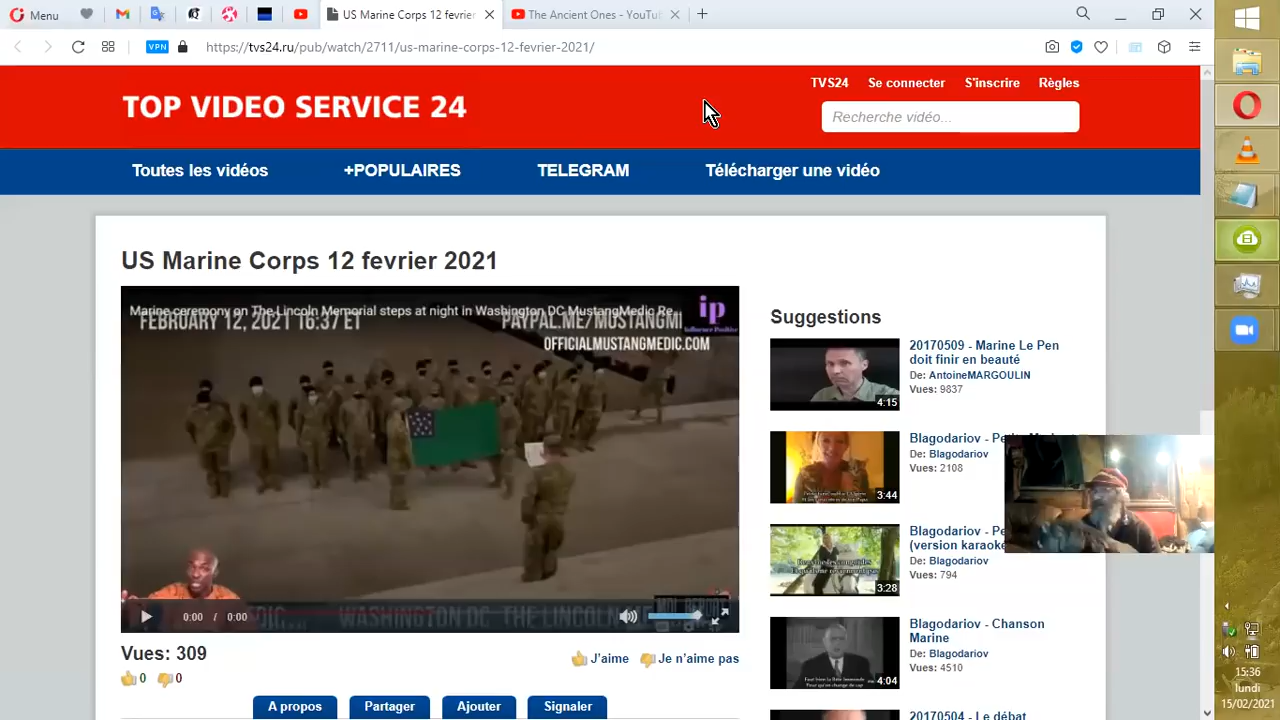 Menu
US Marine Corps 12 fevrier
The Ancient Ones - YouTu
VPN
https://tvs24.ru/pub/watch/2711/us-marine-corps-12-fevrier-2021/
TOP VIDEO SERVICE 24
TVS24
Se connecter
S'inscrire
Règles
Recherche vidéo...
Toutes les vidéos
+POPULAIRES
TELEGRAM
Télécharger une vidéo
US Marine Corps 12 fevrier 2021
Marine ceremony on The Lincoln Memorial steps at night in Washington DC MustangMedic Re...
FEBRUARY 12, 2021 16:37 ET
PAYPAL.ME/MUSTANGMI
OFFICIALMUSTANGMEDIC.COM
ip
Influence Positive
0:00 / 0:00
Vues: 309
J'aime
Je n'aime pas
0
0
A propos
Partager
Ajouter
Signaler
Suggestions
20170509 - Marine Le Pen
doit finir en beauté
De: AntoineMARGOULIN
Vues: 9837
4:15
Blagodariov -
De: Blagodariov
Vues: 2108
3:44
Blagodariov -
(version karaoke
De: Blagodariov
Vues: 794
3:28
Blagodariov - Chanson
Marine
De: Blagodariov
Vues: 4510
4:04
20170504 - Le débat
15:36
lundi
15/02/2021